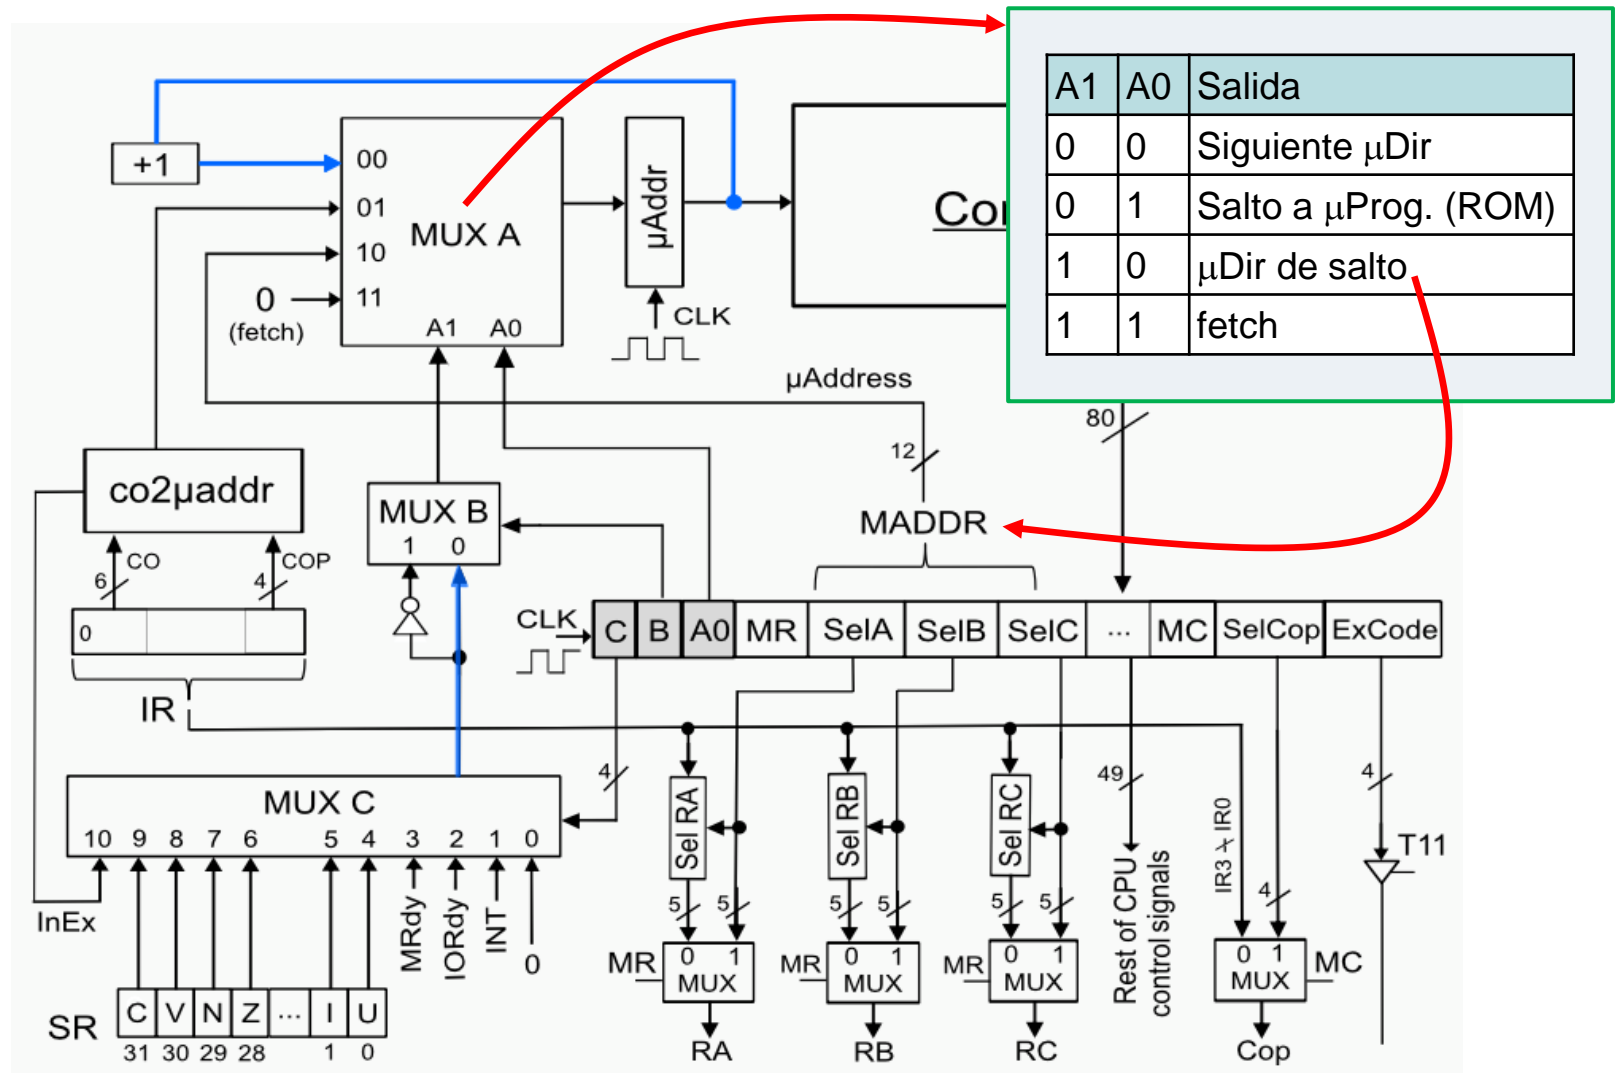 A1 A0 Salida
0 0 Siguiente μDir
0 1 Salto a μProg. (ROM)
1 0 μDir de salto
1 1 fetch
+1
00
01
10
11
MUX A
A1 A0
0
(fetch)
μAddr
CLK
μAddress
12
80
co2μaddr
MUX B
1 0
MADDR
6 CO
4 COP
0
IR
CLK
C B A0 MR SelA SelB SelC ... MC SelCop ExCode
MUX C
10 9 8 7 6 5 4 3 2 1 0
4
InEx
MRdy
IORdy
INT
0
SR
C V N Z ... I U
31 30 29 28 1 0
Sel RA
Sel RB
Sel RC
5 5
5 5
5 5
MR 0 1 MUX
MR 0 1 MUX
MR 0 1 MUX
RA
RB
RC
49
Rest of CPU
control signals
IR3 IR0
4
0 1 MUX MC
Cop
4
T11